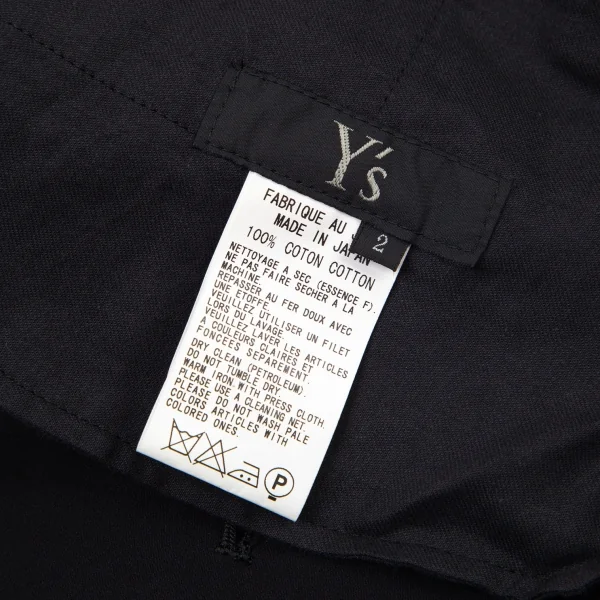 Y's
2
FABRIQUE AU
MADE IN JAPAN
100% COTON COTTON
NETTOYAGE A SEC (ESSENCE F).
NE PAS FAIRE SECHER A LA
MACHINE.
REPASSER AU FER DOUX AVEC
UNE ETOFFE.
VEUILLEZ UTILISER UN FILET
LORS DU LAVAGE.
VEUILLEZ LAVER LES ARTICLES
A COULEURS CLAIRES ET
FONCEES SEPAREMENT.
DRY CLEAN (PETROLEUM).
DO NOT TUMBLE DRY.
WARM IRON WITH PRESS CLOTH.
PLEASE USE A CLEANING NET.
PLEASE DO NOT WASH PALE
COLORS ARTICLES WITH
COLORED ONES.
P